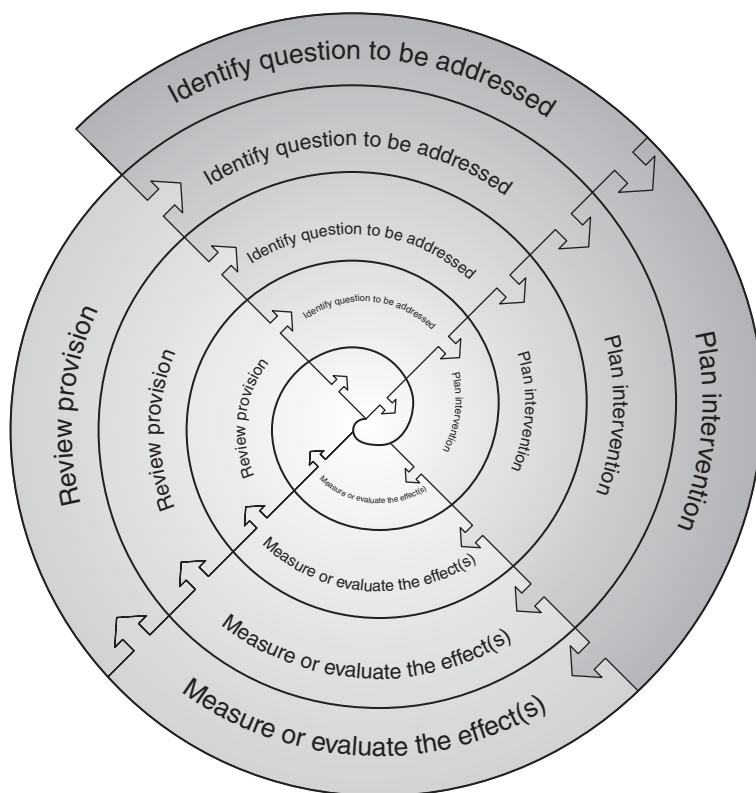 Identify question to be addressed
Identify question to be addressed
Identify question to be addressed
Identify question to be addressed
Plan intervention
Plan intervention
Plan intervention
Plan intervention
Measure or evaluate the effect(s)
Measure or evaluate the effect(s)
Measure or evaluate the effect(s)
Measure or evaluate the effect(s)
Review provision
Review provision
Review provision